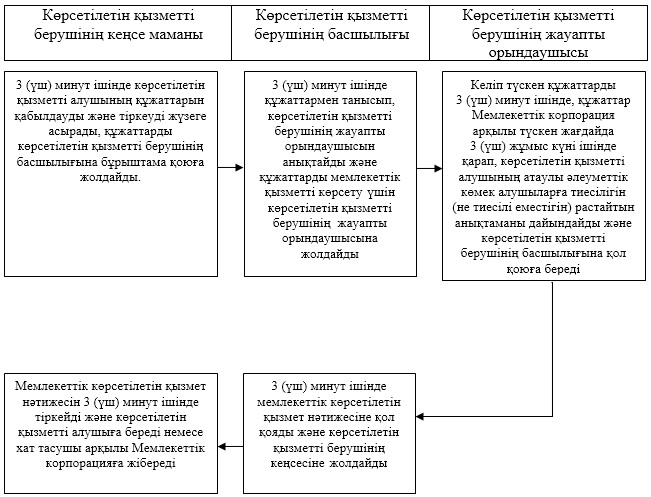 Көрсетілетін қызметті
берушінің кеңсе маманы
Көрсетілетін қызметті
берушінің басшылығы
Көрсетілетін қызметті
берушінің жауапты
орындаушысы
3 (үш) минут ішінде көрсетілетін
қызметті алушының құжаттарын
қабылдауды және тіркеуді жүзеге
асырады, құжаттарды
көрсетілетін қызметті берушінің
басшылығына бұрыштама қоюға
жолдайды.
3 (үш) минут ішінде
құжаттармен танысып,
көрсетілетін қызметті
берушінің жауапты
орындаушысын
анықтайды және
құжаттарды мемлекеттік
қызметті көрсету үшін
көрсетілетін қызметті
берушінің жауапты
орындаушысына
жолдайды
Келіп түскен құжаттарды
3 (үш) минут ішінде, құжаттар
Мемлекеттік корпорация
арқылы түскен жағдайда
3 (үш) жұмыс күні ішінде
қарап, көрсетілетін қызметті
алушының атаулы әлеуметтік
көмек алушыларға тиесілігін
(не тиесілі еместігін) растайтын
анықтаманы дайындайды және
көрсетілетін қызметті
берушінің басшылығына қол
қоюға береді
Мемлекеттік көрсетілетін қызмет
нәтижесін 3 (үш) минут ішінде
тіркейді және көрсетілетін
қызметті алушыға береді немесе
хат тасушы арқылы Мемлекеттік
корпорацияға жібереді
3 (үш) минут ішінде
мемлекеттік көрсетілетін
қызмет нәтижесіне қол
қояды және көрсетілетін
қызметті берушінің
кеңсесіне жолдайды